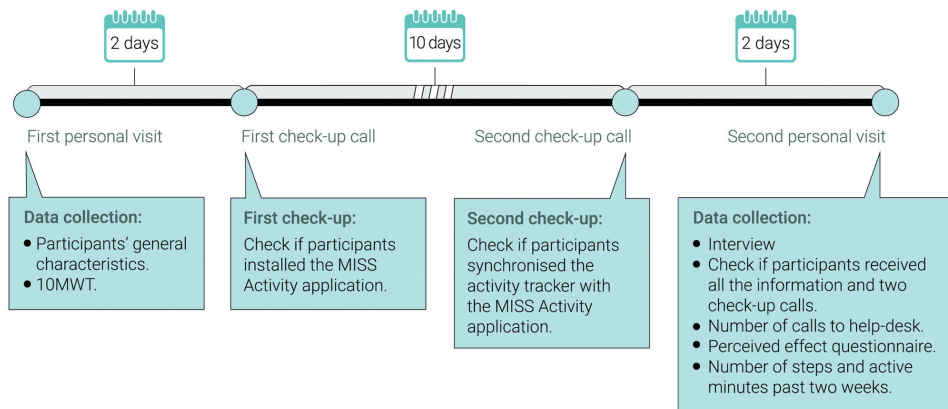 2 days
10 days
2 days
First personal visit
First check-up call
Second check-up call
Second personal visit
Data collection:
• Participants’ general
characteristics.
• 10MWT.
First check-up:
Check if participants
installed the MISS
Activity application.
Second check-up:
Check if participants
synchronised the
activity tracker with
the MISS Activity
application.
Data collection:
• Interview
• Check if participants received
all the information and two
check-up calls.
• Number of calls to help-desk.
• Perceived effect questionnaire.
• Number of steps and active
minutes past two weeks.